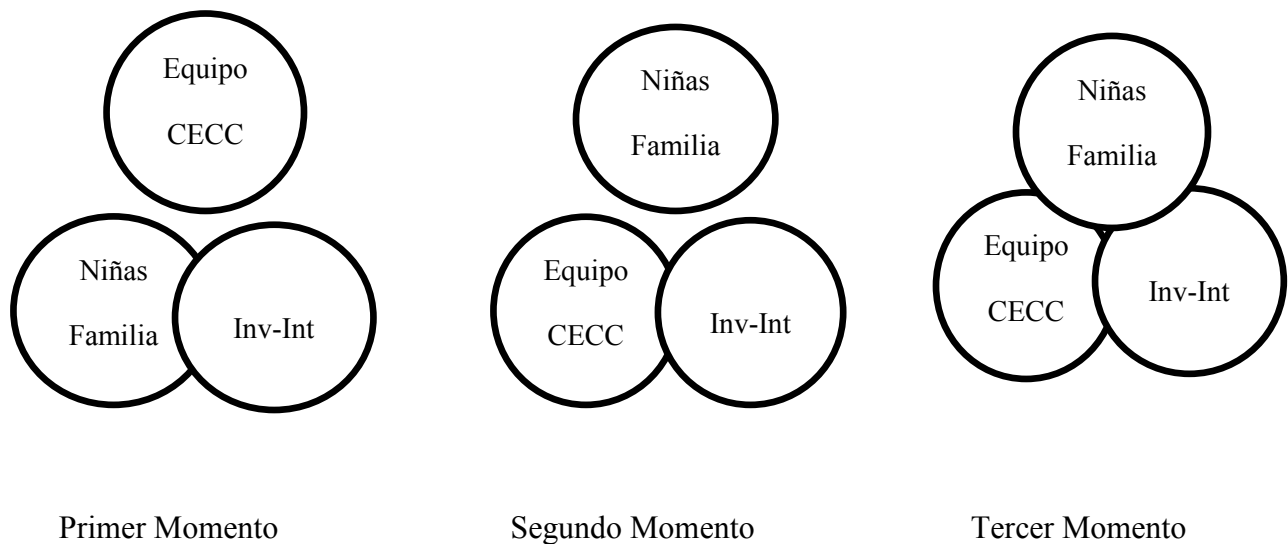 Equipo
CECC
Niñas
Familia
Inv-Int
Primer Momento
Niñas
Familia
Equipo
CECC
Inv-Int
Segundo Momento
Niñas
Familia
Equipo
CECC
Inv-Int
Tercer Momento